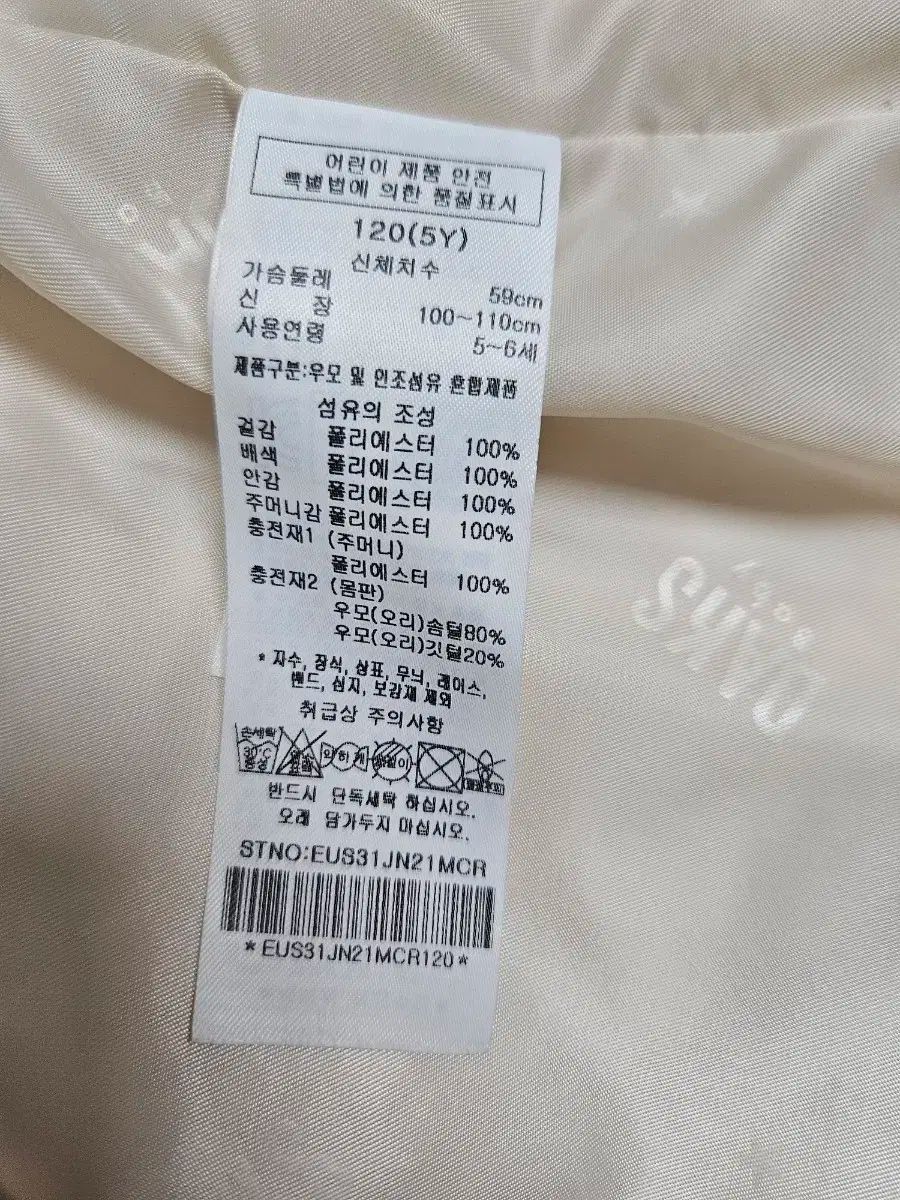 어린이 제품 안전
특별법에 의한 품질표시
120(5Y)
신체치수
가슴둘레 59cm
신 장 100~110cm
사용연령 5~6세
제품구분:우모 및 인조섬유 혼합제품
섬유의 조성
겉감 폴리에스터 100%
배색 폴리에스터 100%
안감 폴리에스터 100%
주머니감 폴리에스터 100%
충전재1 (주머니)
폴리에스터 100%
충전재2 (몸판)
우모(오리)솜털80%
우모(오리)깃털20%
* 자수, 장식, 상표, 무늬, 레이스,
밴드, 심지, 보강재 제외
취급상 주의사항
손세탁
30°C
중성
약하게
반드시 단독세탁 하십시오.
오래 담가두지 마십시오.
STNO:EUS31JN21MCR
*EUS31JN21MCR120*